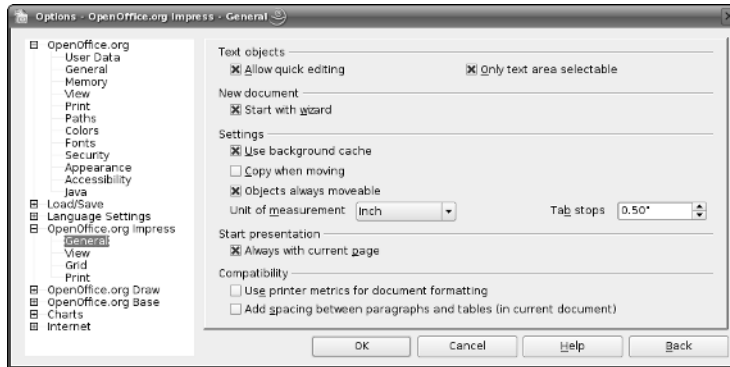 Options - OpenOffice.org Impress - General
OpenOffice.org
User Data
General
Memory
View
Print
Paths
Colors
Fonts
Security
Appearance
Accessibility
Java
Load/Save
Language Settings
OpenOffice.org Impress
General
View
Grid
Print
OpenOffice.org Draw
OpenOffice.org Base
Charts
Internet
Text objects
Allow quick editing
Only text area selectable
New document
Start with wizard
Settings
Use background cache
Copy when moving
Objects always moveable
Unit of measurement Inch Tab stops 0.50"
Start presentation
Always with current page
Compatibility
Use printer metrics for document formatting
Add spacing between paragraphs and tables (in current document)
OK Cancel Help Back